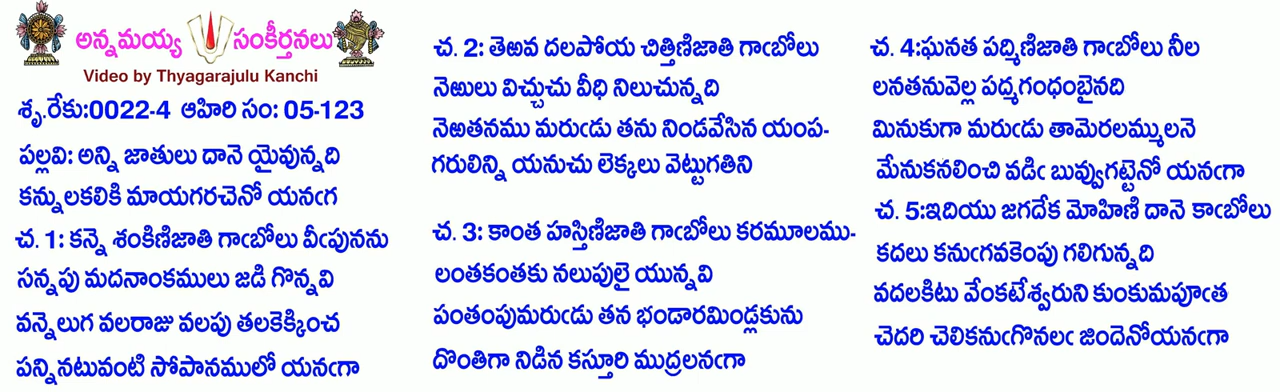 అన్నమయ్య సంకీర్తనలు
Video by Thyagarajulu Kanchi
శృ.రేకు:0022-4 ఆహిరి సం: 05-123
పల్లవి: అన్ని జాతులు దానె యైవున్నది
కన్నులకలికి మాయగరచెనో యనఁగ
చ. 1: కన్నె శంకిణిజాతి గాఁబోలు వీఁపునను
సన్నపు మదనాంకములు జడి గొన్నవి
వన్నెలుగ వలరాజు వలపు తలకెక్కించ
పన్నినటువంటి సోపానములో యనఁగా
చ. 2: తెఱవ దలపోయ చిత్తిణిజాతి గాఁబోలు
నెఱులు విచ్చుచు వీధి నిలుచున్నది
నెఱతనము మరుఁడు తను నిండవేసిన యంప-
గరులిన్ని యనుచు లెక్కలు వెట్టుగతిని
చ. 3: కాంత హస్తిణిజాతి గాఁబోలు కరమూలము-
లంతకంతకు నలుపులై యున్నవి
పంతంపుమరుఁడు తన భండారమిండ్లకును
దొంతిగా నిడిన కస్తూరి ముద్రలనఁగా
చ. 4:ఘనత పద్మిణిజాతి గాఁబోలు నీల
లనతనువెల్ల పద్మగంధంబైనది
మినుకుగా మరుఁడు తామెరలమ్ములనె
మేనుకనలించి వడిఁ బువ్వుగట్టెనో యనఁగా
చ. 5:ఇదియు జగదేక మోహిణి దానె కాఁబోలు
కదలు కనుఁగవకెంపు గలిగున్నది
వదలకిటు వేంకటేశ్వరుని కుంకుమపూఁత
చెదరి చెలికనుఁగొనలఁ జిందెనోయనఁగా